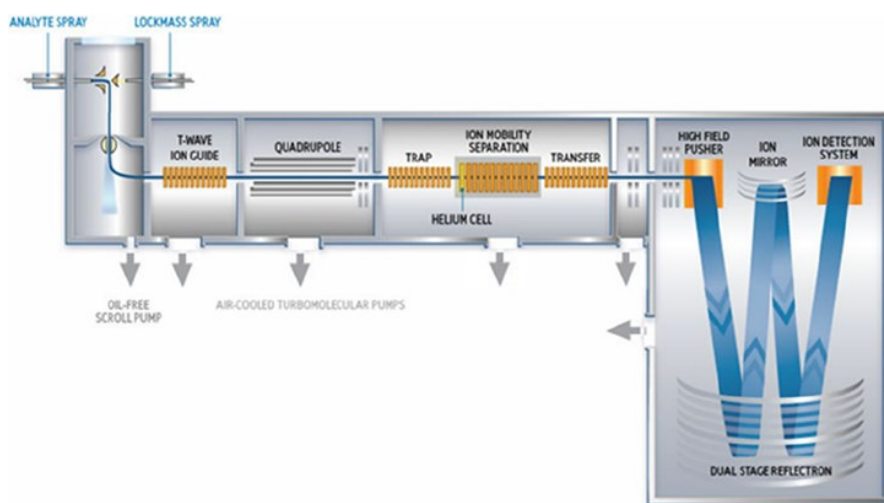 ANALYTE SPRAY
LOCKMASS SPRAY
T-WAVE
ION GUIDE
QUADRUPOLE
TRAP
ION MOBILITY
SEPARATION
TRANSFER
HELIUM CELL
HIGH FIELD
PUSHER
ION
MIRROR
ION DETECTION
SYSTEM
OIL-FREE
SCROLL PUMP
AIR-COOLED TURBOMOLECULAR PUMPS
DUAL STAGE REFLECTRON